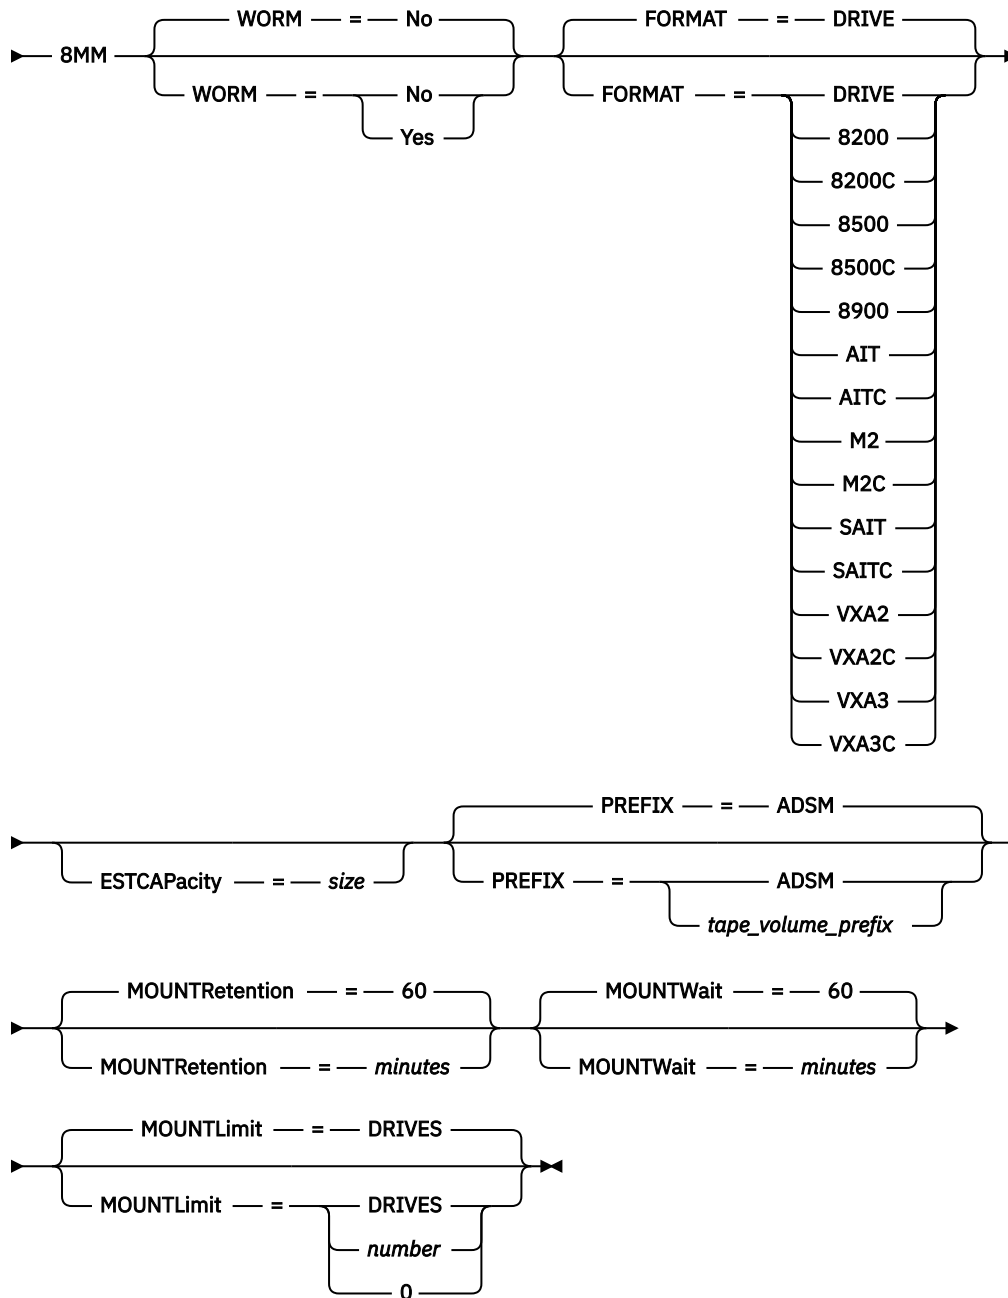 WORM = No FORMAT = DRIVE
8MM
WORM = No FORMAT = DRIVE
Yes 8200
8200C
8500
8500C
8900
AIT
AITC
M2
M2C
SAIT
SAITC
VXA2
VXA2C
VXA3
VXA3C
PREFIX = ADSM
ESTCAPacity = size PREFIX = ADSM
tape_volume_prefix
MOUNTRetention = 60 MOUNTWait = 60
MOUNTRetention = minutes MOUNTWait = minutes
MOUNTLimit = DRIVES
MOUNTLimit = DRIVES
number
0